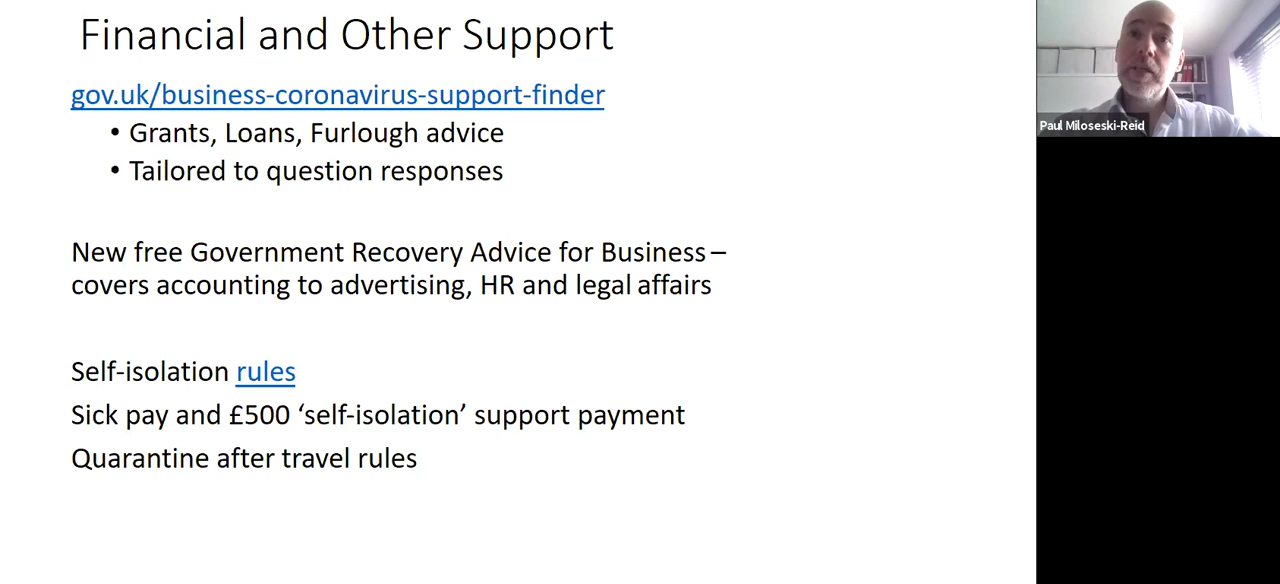 Financial and Other Support
gov.uk/business-coronavirus-support-finder
• Grants, Loans, Furlough advice
• Tailored to question responses
New free Government Recovery Advice for Business –
covers accounting to advertising, HR and legal affairs
Self-isolation rules
Sick pay and £500 ‘self-isolation’ support payment
Quarantine after travel rules
Paul Miloseski-Reid